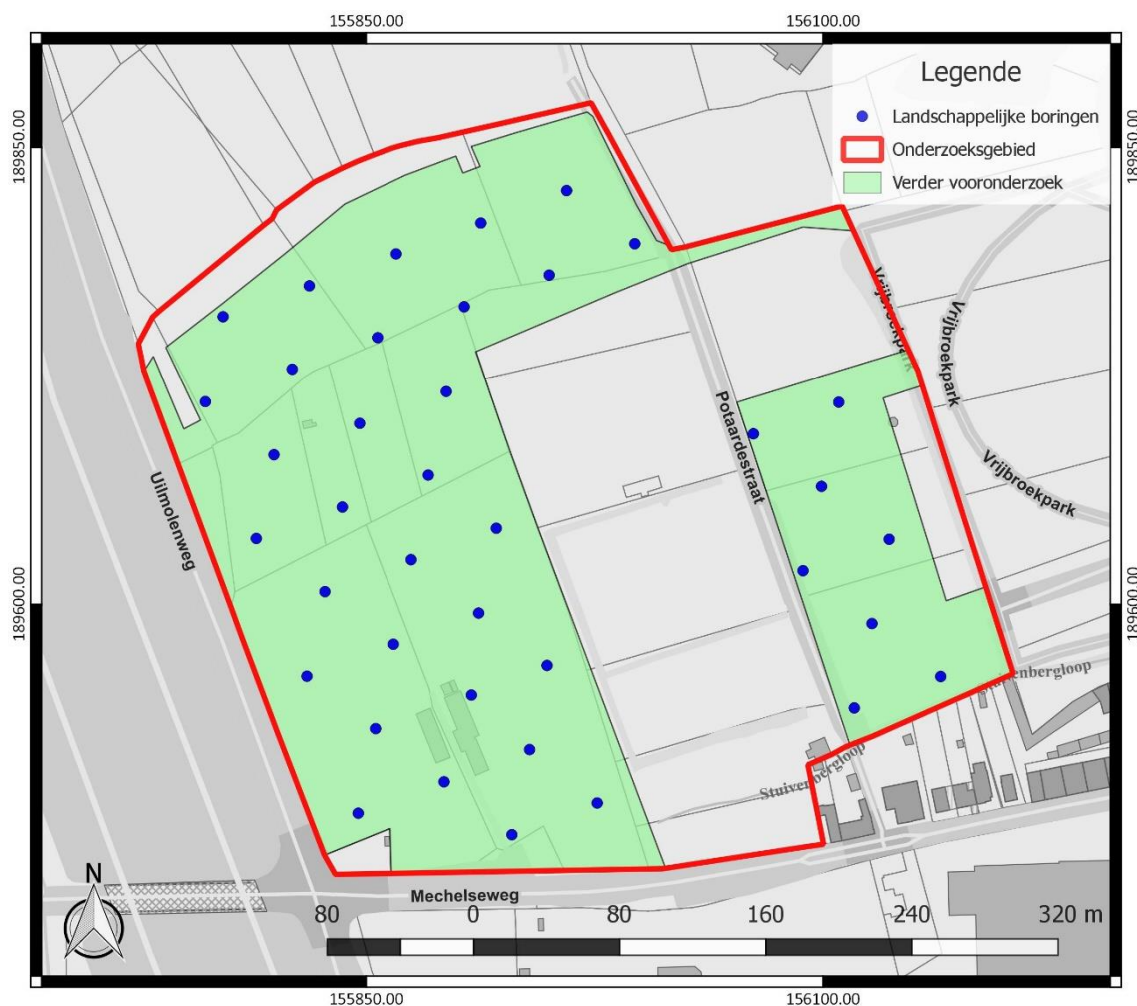 155850.00
156100.00
Legende
Landschappelijke boringen
Onderzoeksgebied
Verder vooronderzoek
189850.00
189850.00
Vrijbroekpark
Vrijbroekpark
Vrijbroekpark
Potaardestraat
Uilmolenweg
189600.00
189600.00
Stuivenbergloop
Mechelseweg
N
80
0
80
160
240
320 m
155850.00
156100.00